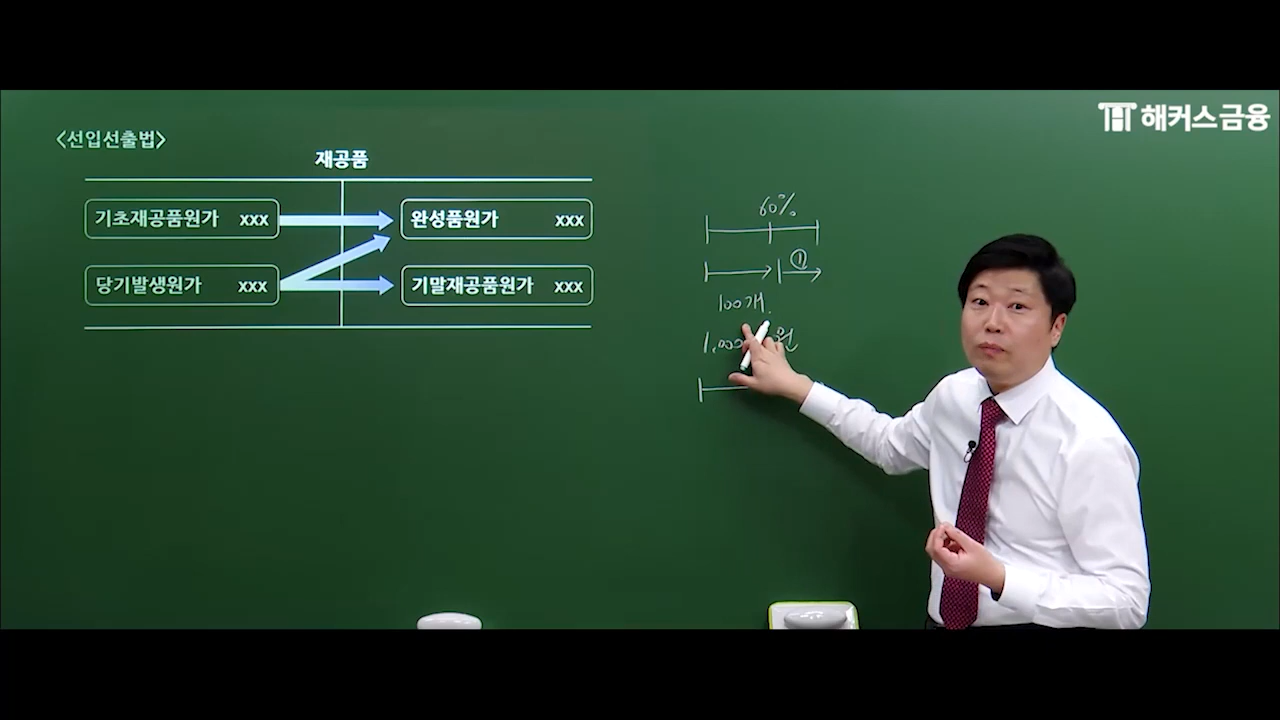 해커스금융
<선입선출법>
재공품
기초재공품원가 xxx
완성품원가 xxx
당기발생원가 xxx
기말재공품원가 xxx
60%
①
100개
원